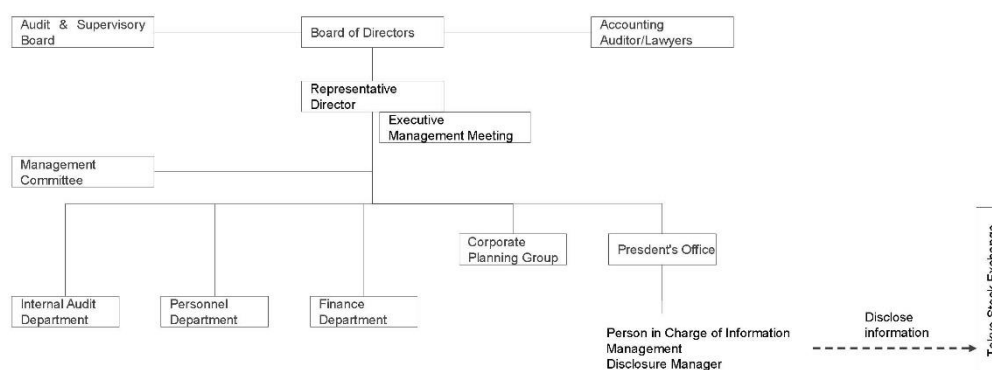 Audit & Supervisory
Board
Board of Directors
Accounting
Auditor/Lawyers
Representative
Director
Executive
Management Meeting
Management
Committee
Corporate
Planning Group
Presdent's Office
Internal Audit
Department
Personnel
Department
Finance
Department
Person in Charge of Information
Management
Disclosure Manager
Disclose
information
Tokyo Stock Exchange